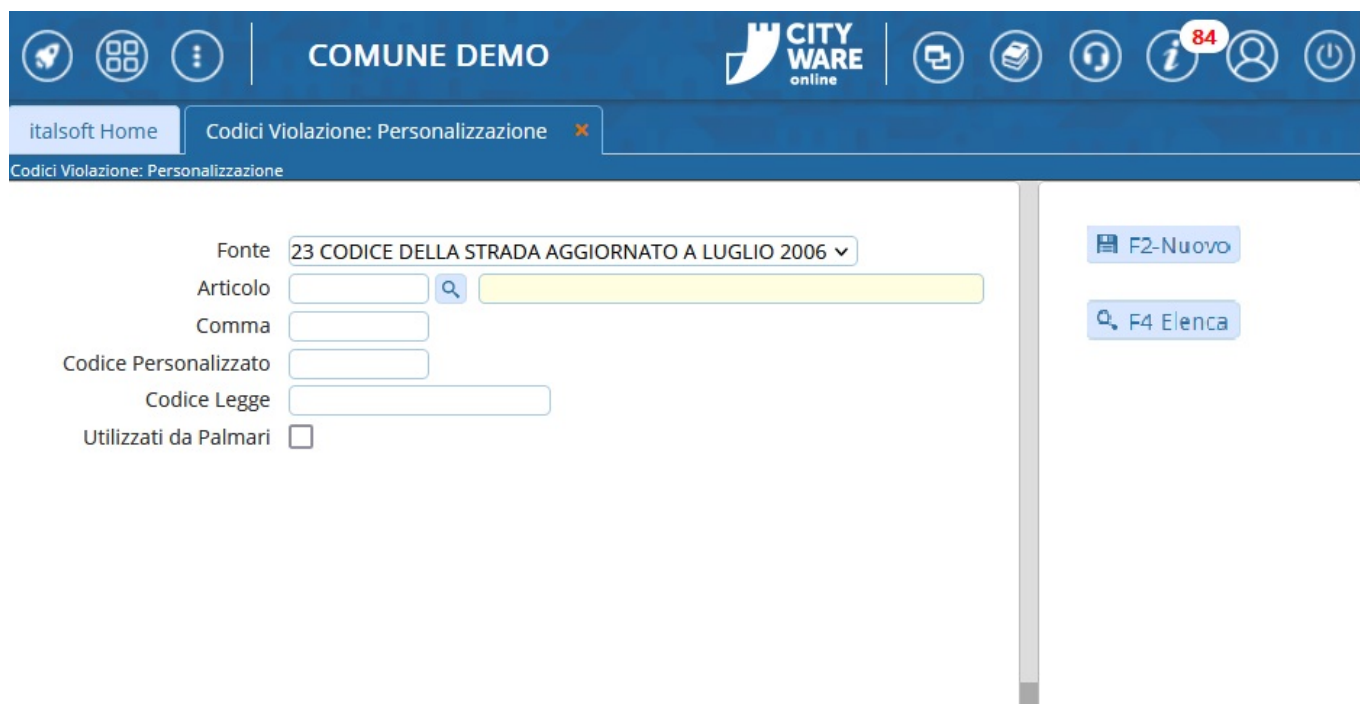 COMUNE DEMO
CITY
WARE
online
84
italsoft Home
Codici Violazione: Personalizzazione
Codici Violazione: Personalizzazione
Fonte 23 CODICE DELLA STRADA AGGIORNATO A LUGLIO 2006
F2-Nuovo
Articolo
Comma
F4 Elenca
Codice Personalizzato
Codice Legge
Utilizzati da Palmari